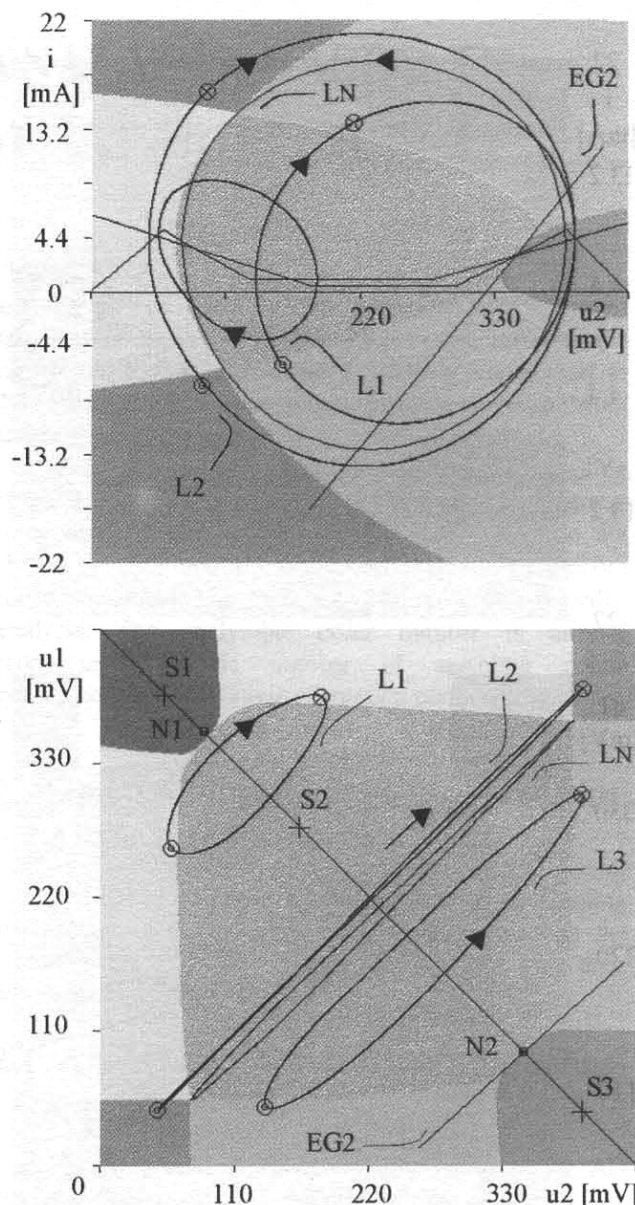 22
i
[mA]
LN
EG2
13.2
4.4
0
220
330
u2
[mV]
-4.4
L1
-13.2
L2
-22
u1
[mV]
S1
L1
L2
N1
330
LN
S2
L3
220
110
N2
S3
EG2
0
110
220
330
u2 [mV]